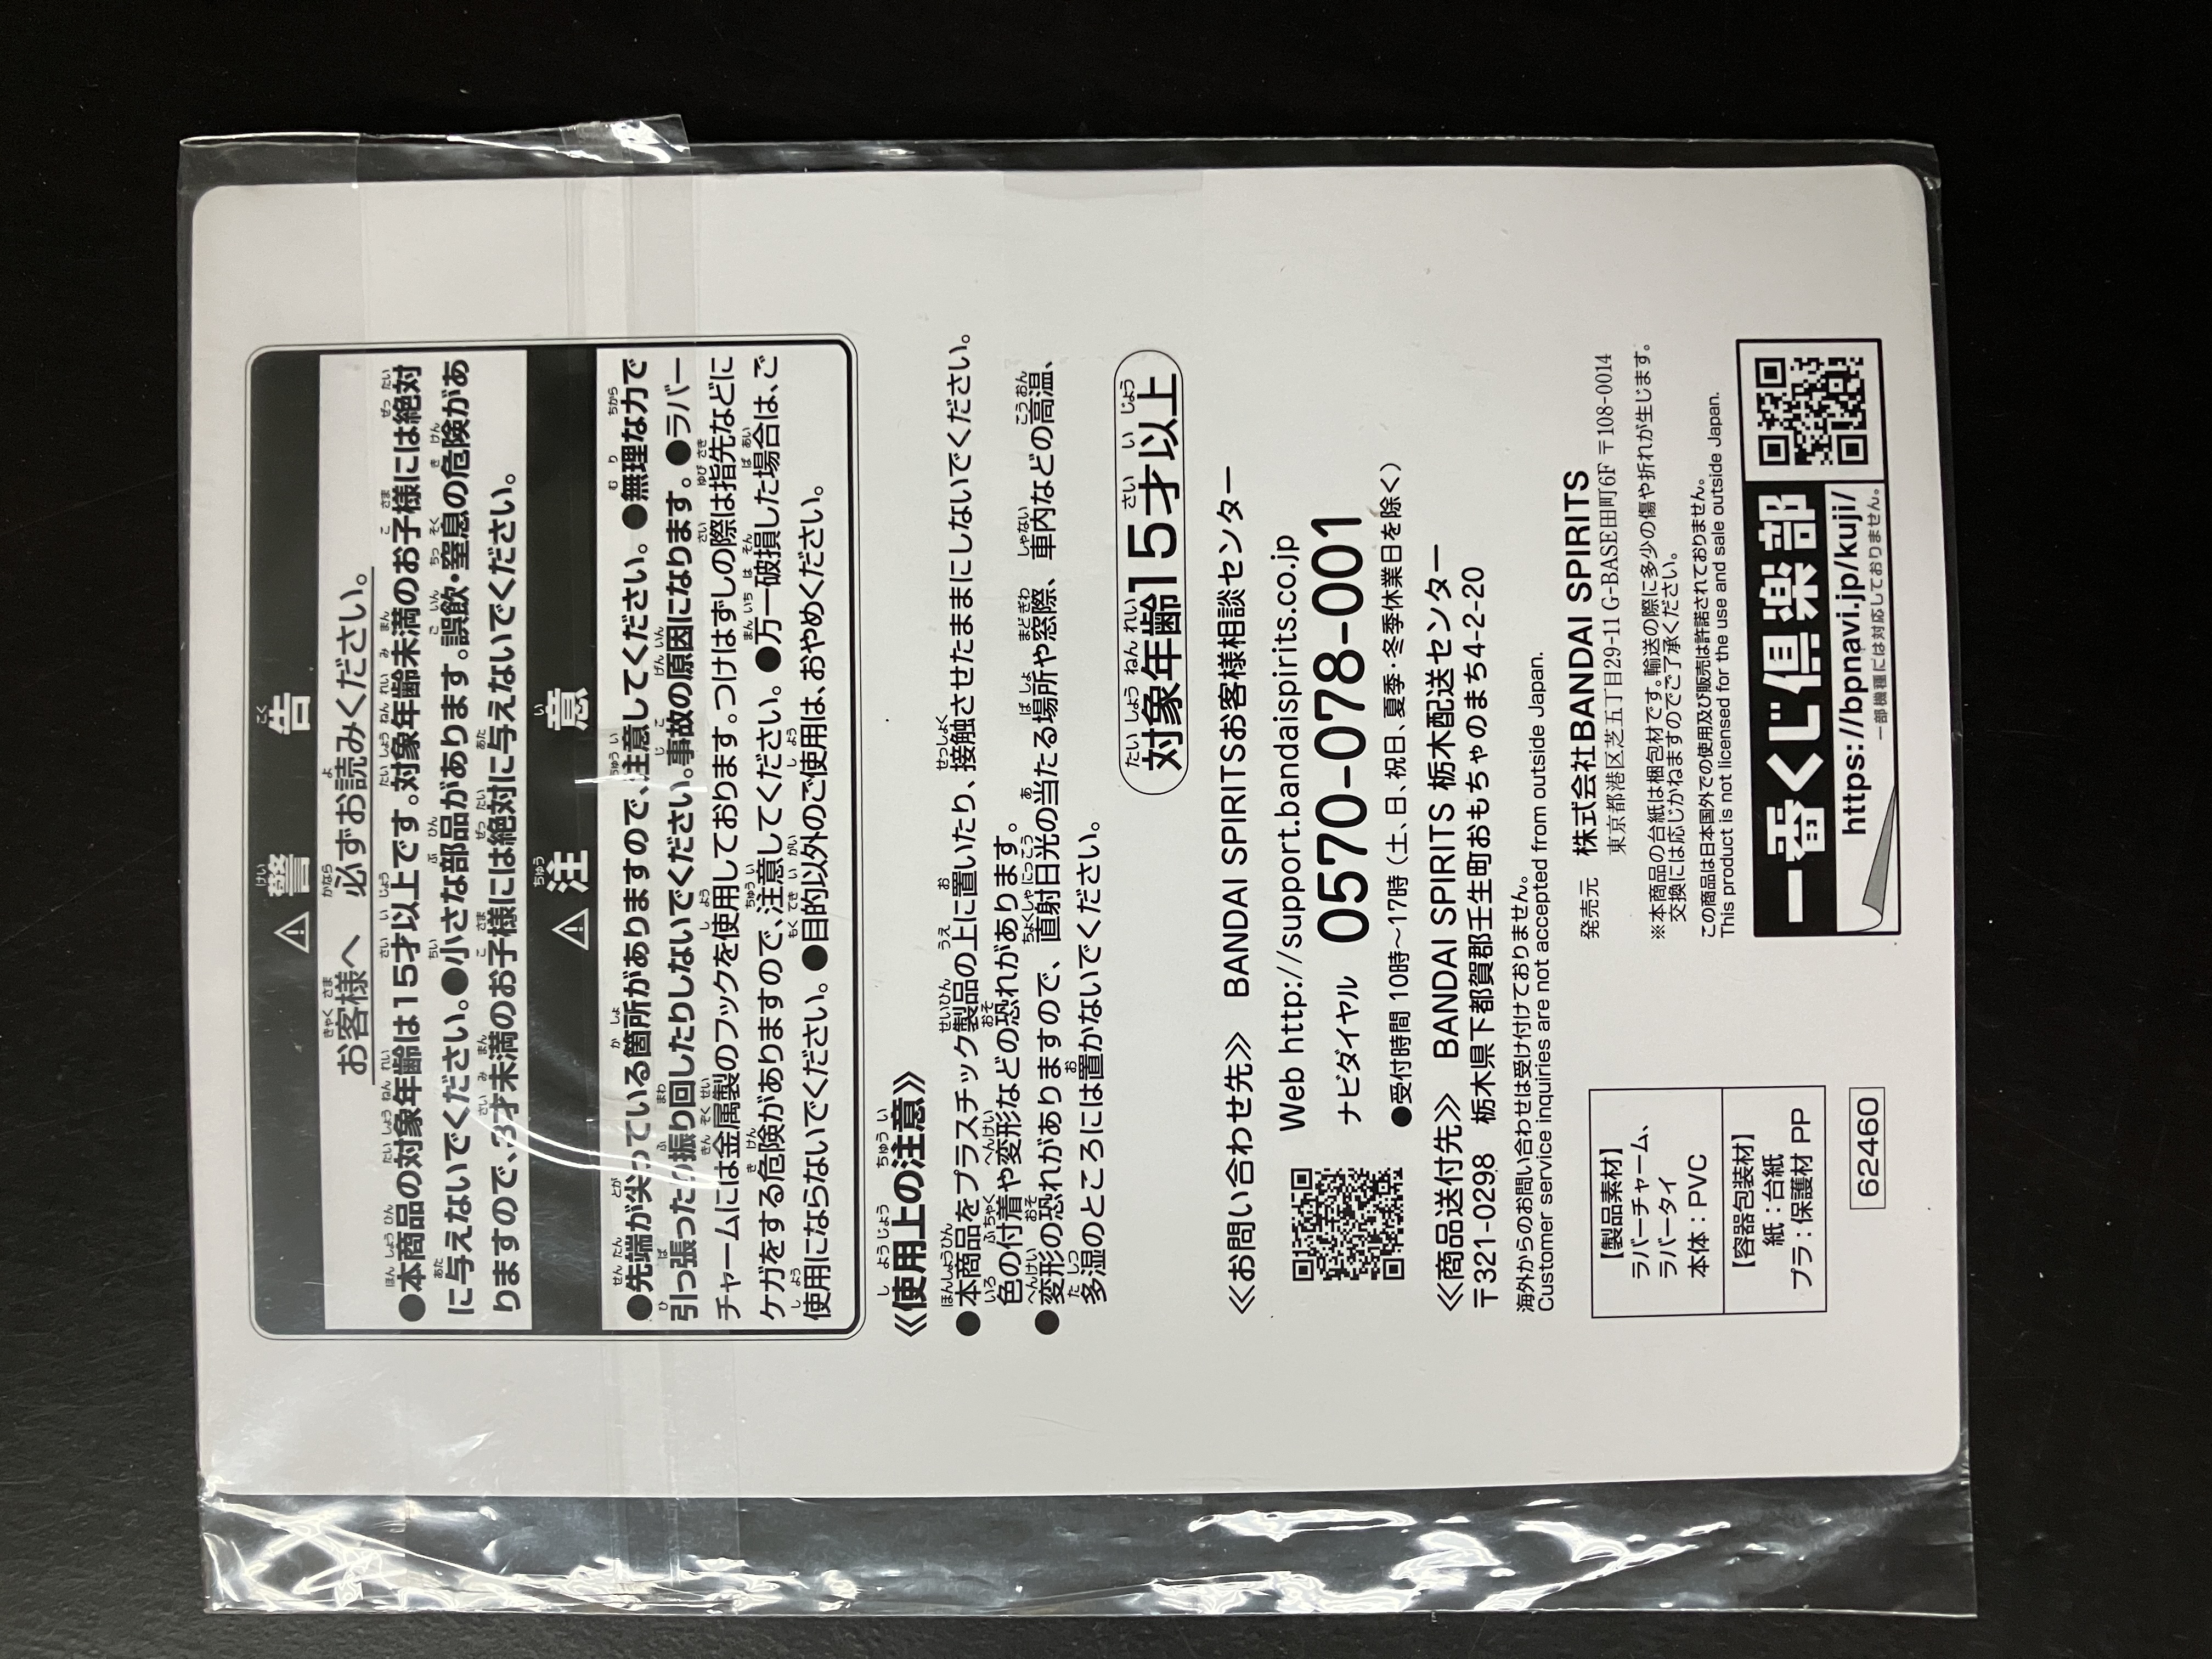 ⚠警告
お客様へ 必ずお読みください。
●本商品の対象年齢は15才以上です。対象年齢未満のお子様には絶対
に与えないでください。●小さな部品があります。誤飲・窒息の危険があ
りますので、3才未満のお子様には絶対に与えないでください。
⚠注意
●先端が尖っている箇所がありますので、注意してください。●無理な力で
引っ張ったり振り回したりしないでください。事故の原因になります。●ラバー
チャームには金属製のフックを使用しております。つけはずしの際は指先などに
ケガをする危険がありますので、注意してください。●万一破損した場合は、ご
使用にならないでください。●目的以外のご使用は、おやめください。
《使用上の注意》
●本商品をプラスチック製品の上に置いたり、接触させたままにしないでください。
色の付着や変形などの恐れがあります。
●変形の恐れがありますので、直射日光の当たる場所や窓際、車内などの高温、
多湿のところには置かないでください。
対象年齢15才以上
《お問い合わせ先》 BANDAI SPIRITSお客様相談センター
Web http://support.bandaispirits.co.jp
ナビダイヤル 0570-078-001
●受付時間 10時〜17時（土、日、祝日、夏季・冬季休業日を除く）
《商品送付先》 BANDAI SPIRITS 栃木配送センター
〒321-0298 栃木県下都賀郡壬生町おもちゃのまち4-2-20
海外からのお問い合わせは受け付けておりません。
Customer service inquiries are not accepted from outside Japan.
【製品素材】
ラバーチャーム、
ラバータイ
本体：PVC
【容器包装材】
紙：台紙
プラ：保護材 PP
62460
発売元 株式会社BANDAI SPIRITS
東京都港区芝五丁目29-11 G-BASE田町6F 〒108-0014
※本商品の台紙は梱包材です。輸送の際に多少の傷や折れが生じます。
交換には応じかねますのでご了承ください。
この商品は日本国外での使用及び販売は許諾されておりません。
This product is not licensed for the use and sale outside Japan.
一番くじ倶楽部
https://bpnavi.jp/kuji/
一部機種には対応しておりません。